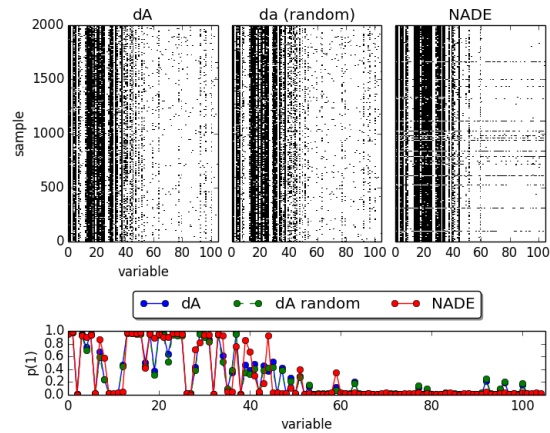 dA da (random) NADE
2000
1500
1000
500
0
sample
0 20 40 60 80 100 0 20 40 60 80 100 0 20 40 60 80 100
variable
dA dA random NADE
1.0
0.8
0.6
0.4
0.2
0.0
p(1)
0 20 40 60 80 100
variable